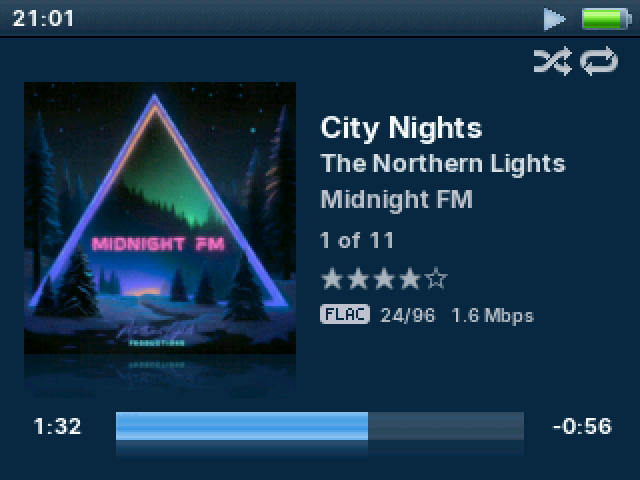 21:01
City Nights
The Northern Lights
Midnight FM
1 of 11
FLAC 24/96 1.6 Mbps
MIDNIGHT FM
PRODUCTIONS
1:32
-0:56